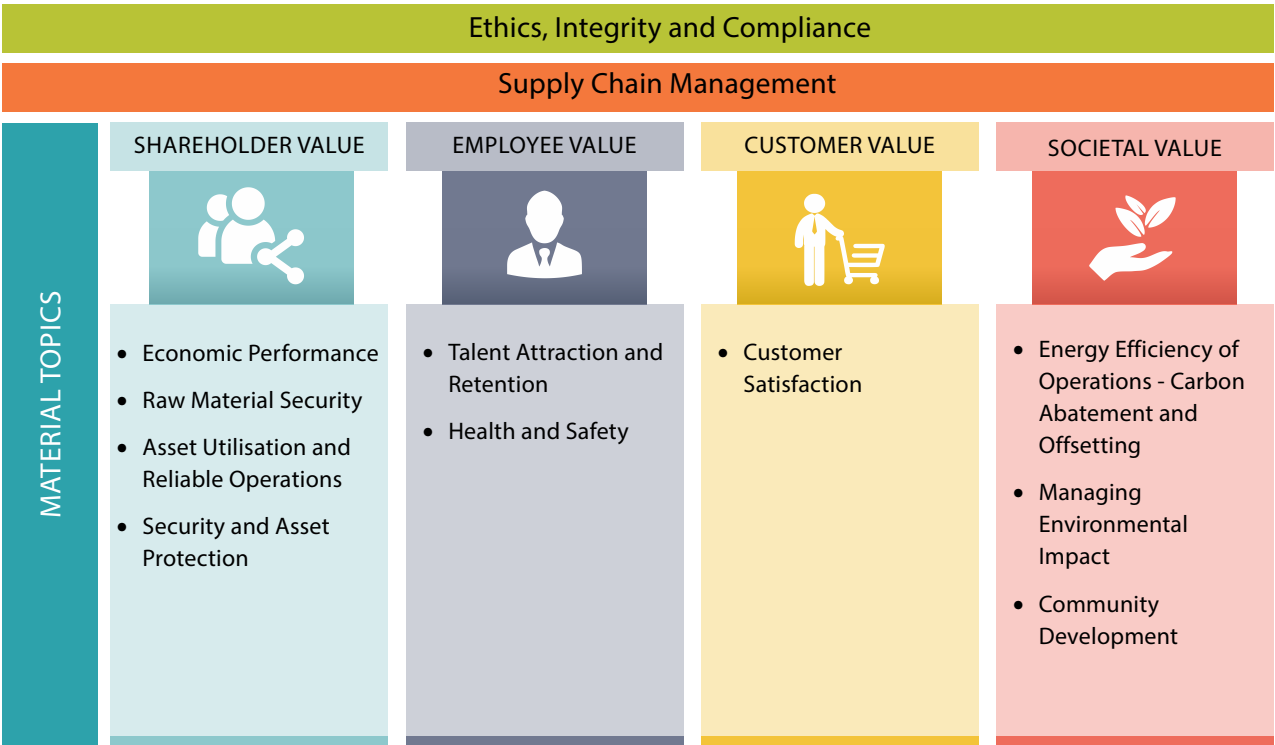 Ethics, Integrity and Compliance
Supply Chain Management
MATERIAL TOPICS
SHAREHOLDER VALUE
• Economic Performance
• Raw Material Security
• Asset Utilisation and
Reliable Operations
• Security and Asset
Protection
EMPLOYEE VALUE
• Talent Attraction and
Retention
• Health and Safety
CUSTOMER VALUE
• Customer
Satisfaction
SOCIETAL VALUE
• Energy Efficiency of
Operations - Carbon
Abatement and
Offsetting
• Managing
Environmental
Impact
• Community
Development